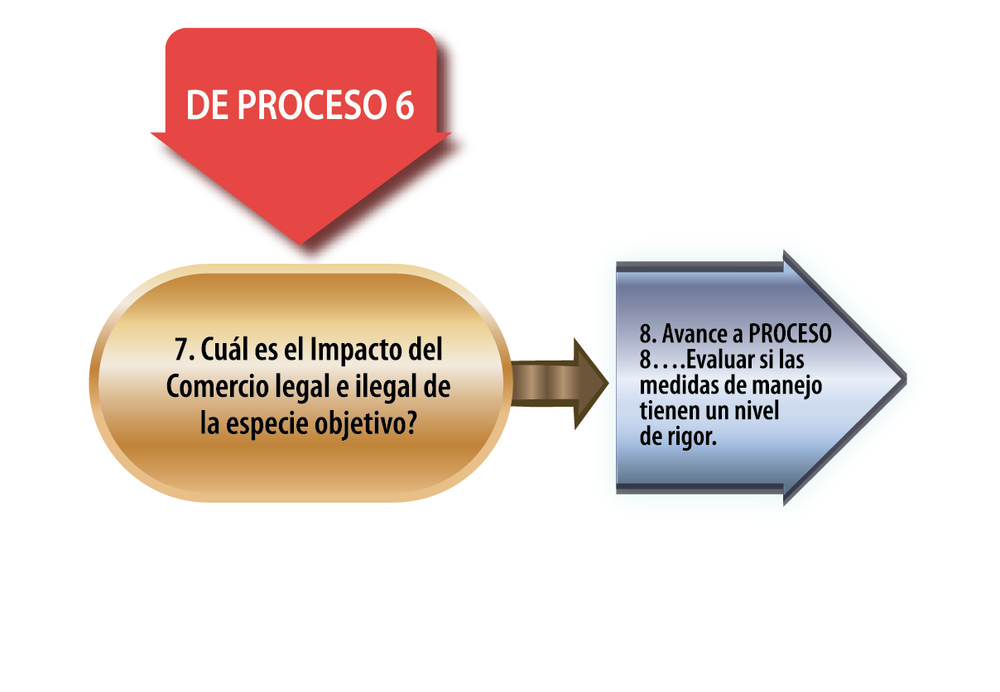 DE PROCESO 6
7. Cuál es el Impacto del
Comercio legal e ilegal de
la especie objetivo?
8. Avance a PROCESO
8....Evaluar si las
medidas de manejo
tienen un nivel
de rigor.